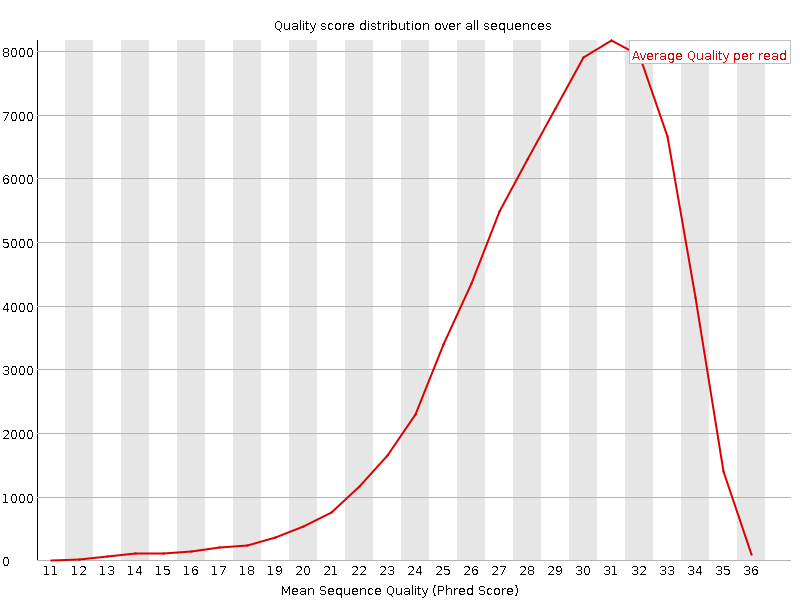 Quality score distribution over all sequences
Average Quality per read
8000
7000
6000
5000
4000
3000
2000
1000
0
11 12 13 14 15 16 17 18 19 20 21 22 23 24 25 26 27 28 29 30 31 32 33 34 35 36
Mean Sequence Quality (Phred Score)